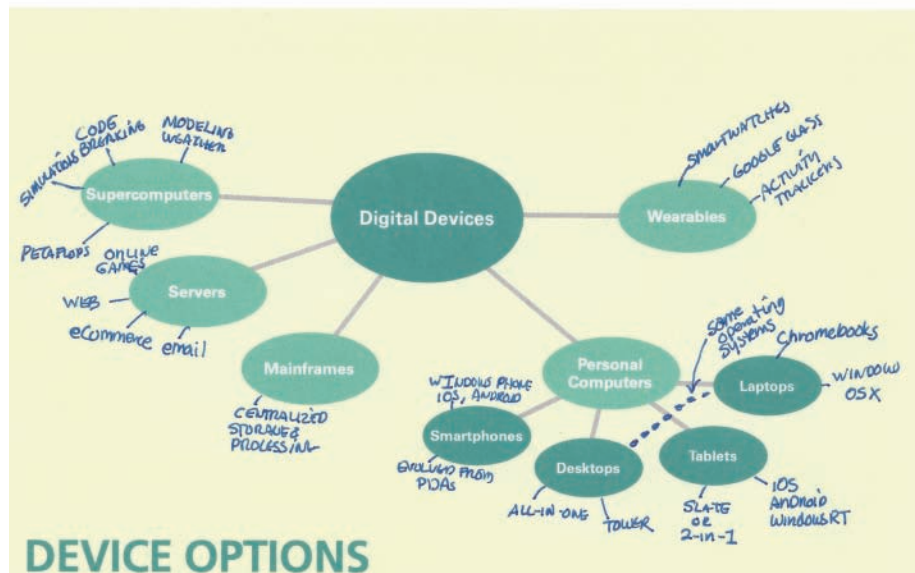 SMARTWATCHES
GOOGLE GLASS
ACTIVITY
TRACKERS
Wearables
CODE
BREAKING
MODELING
WEATHER
SIMULATIONS
Supercomputers
PETAFLOPS
Digital Devices
ONLINE
GAMES
Servers
WEB
eCommerce
email
Mainframes
CENTRALIZED
STORAGE &
PROCESSING
Personal
Computers
Same
operating
systems
Chromebooks
Laptops
WINDOW
OSX
WINDOWS PHONE
IOS, ANDROID
Smartphones
EVOLVED FROM
PDAs
Desktops
ALL-IN-ONE
TOWER
Tablets
SLATE
OR
2-in-1
IOS
ANDROID
WINDOWS RT
DEVICE OPTIONS